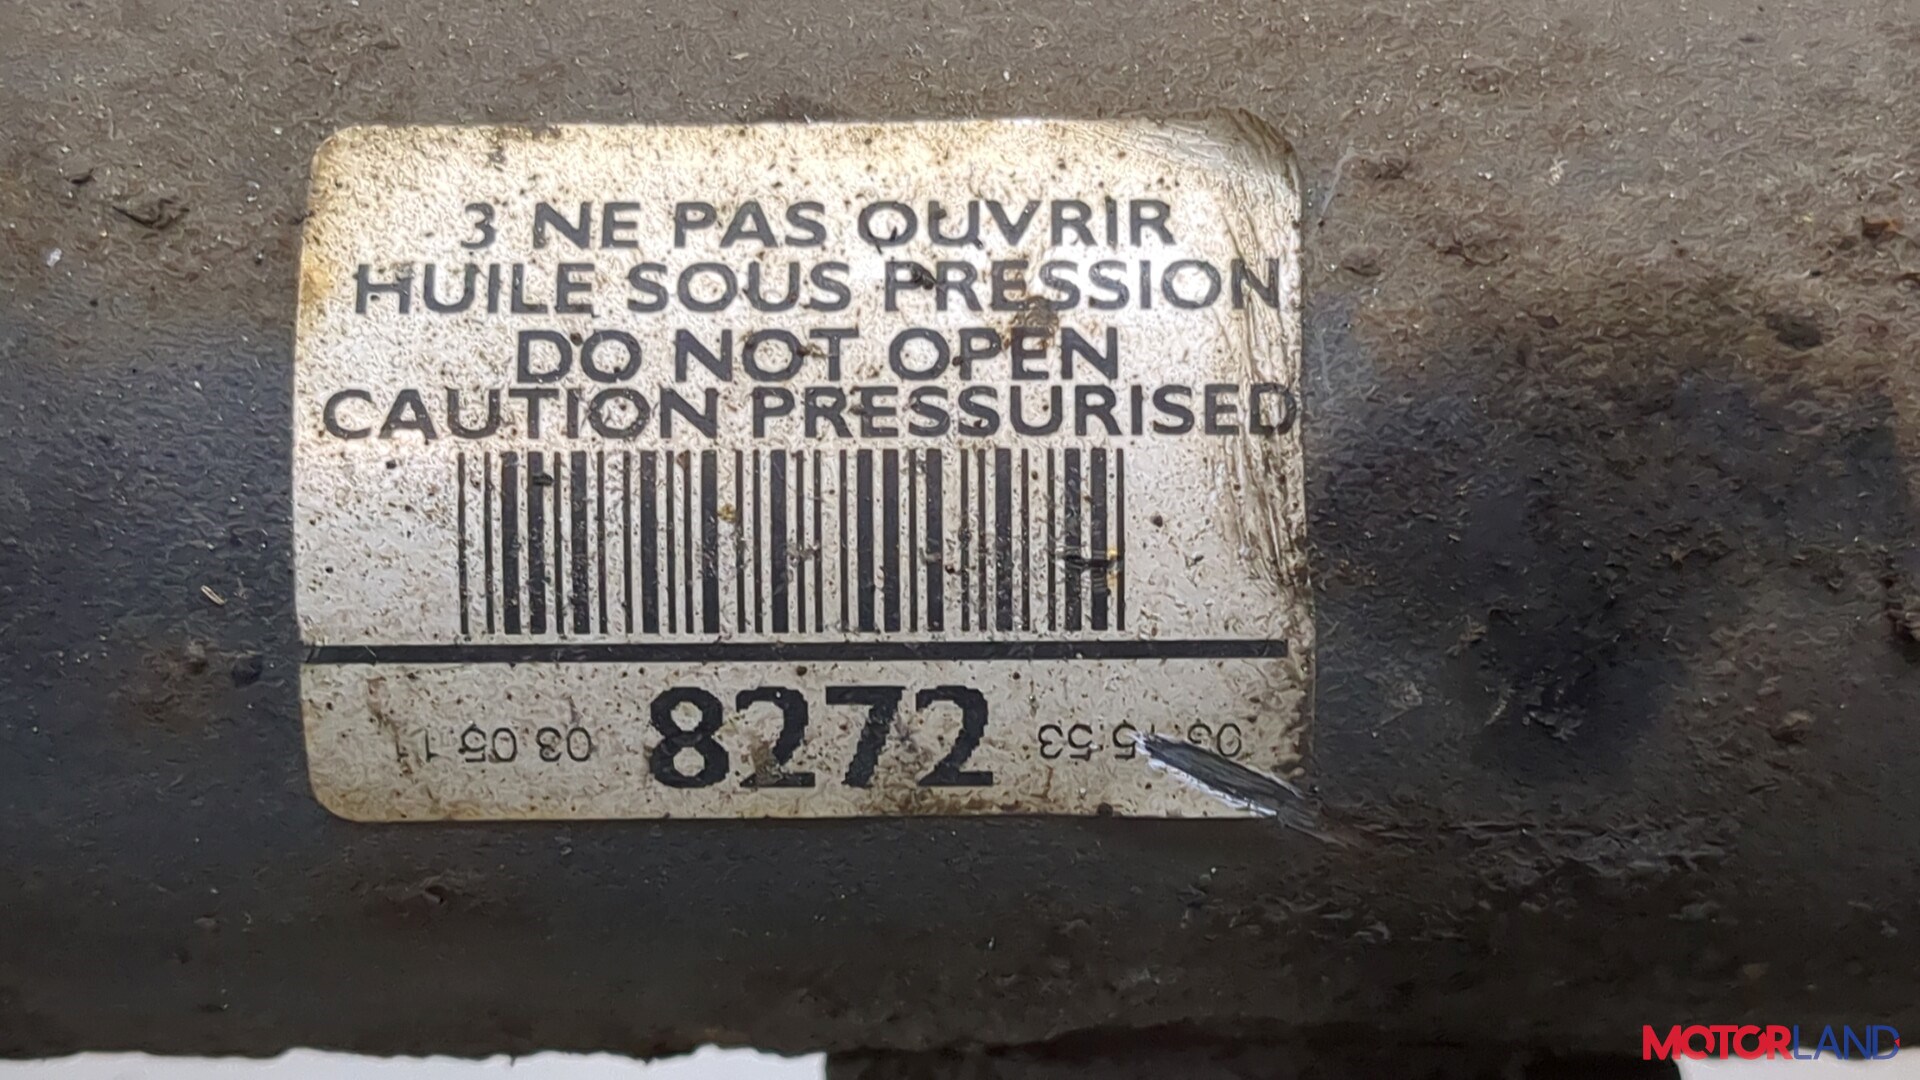 3 NE PAS OUVRIR
HUILE SOUS PRESSION
DO NOT OPEN
CAUTION PRESSURISED
8272
MOTORLAND